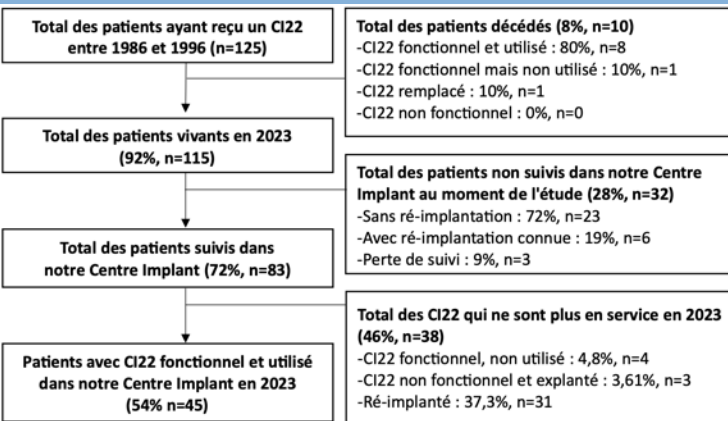 Total des patients ayant reçu un CI22
entre 1986 et 1996 (n=125)
Total des patients décédés (8%, n=10)
-CI22 fonctionnel et utilisé : 80%, n=8
-CI22 fonctionnel mais non utilisé : 10%, n=1
-CI22 remplacé : 10%, n=1
-CI22 non fonctionnel : 0%, n=0
Total des patients vivants en 2023
(92%, n=115)
Total des patients non suivis dans notre Centre
Implant au moment de l'étude (28%, n=32)
-Sans ré-implantation : 72%, n=23
-Avec ré-implantation connue : 19%, n=6
-Perte de suivi : 9%, n=3
Total des patients suivis dans
notre Centre Implant (72%, n=83)
Total des CI22 qui ne sont plus en service en 2023
(46%, n=38)
-CI22 fonctionnel, non utilisé : 4,8%, n=4
-CI22 non fonctionnel et explanté : 3,61%, n=3
-Ré-implanté : 37,3%, n=31
Patients avec CI22 fonctionnel et utilisé
dans notre Centre Implant en 2023
(54% n=45)